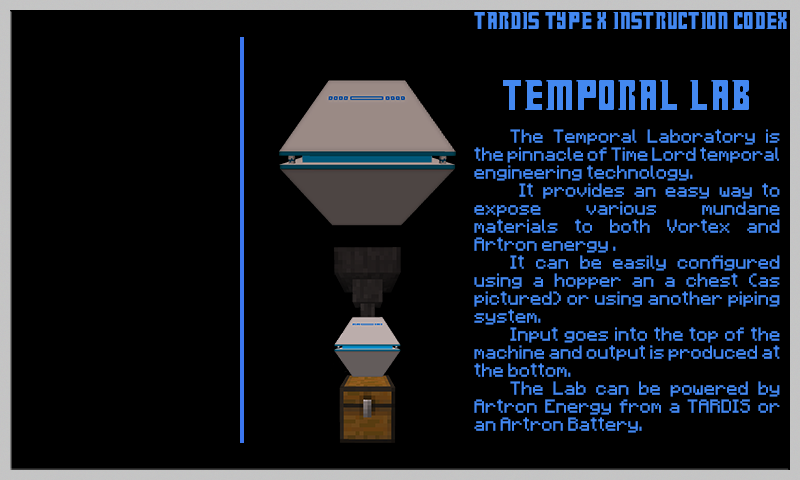 TARDIS TYPE X INSTRUCTION CODEX
TEMPORAL LAB
The Temporal Laboratory is
the pinnacle of Time Lord temporal
engineering technology.
It provides an easy way to
expose various mundane
materials to both Vortex and
Artron energy.
It can be easily configured
using a hopper an a chest (as
pictured) or using another piping
system.
Input goes into the top of the
machine and output is produced at
the bottom.
The Lab can be powered by
Artron Energy from a TARDIS or
an Artron Battery.